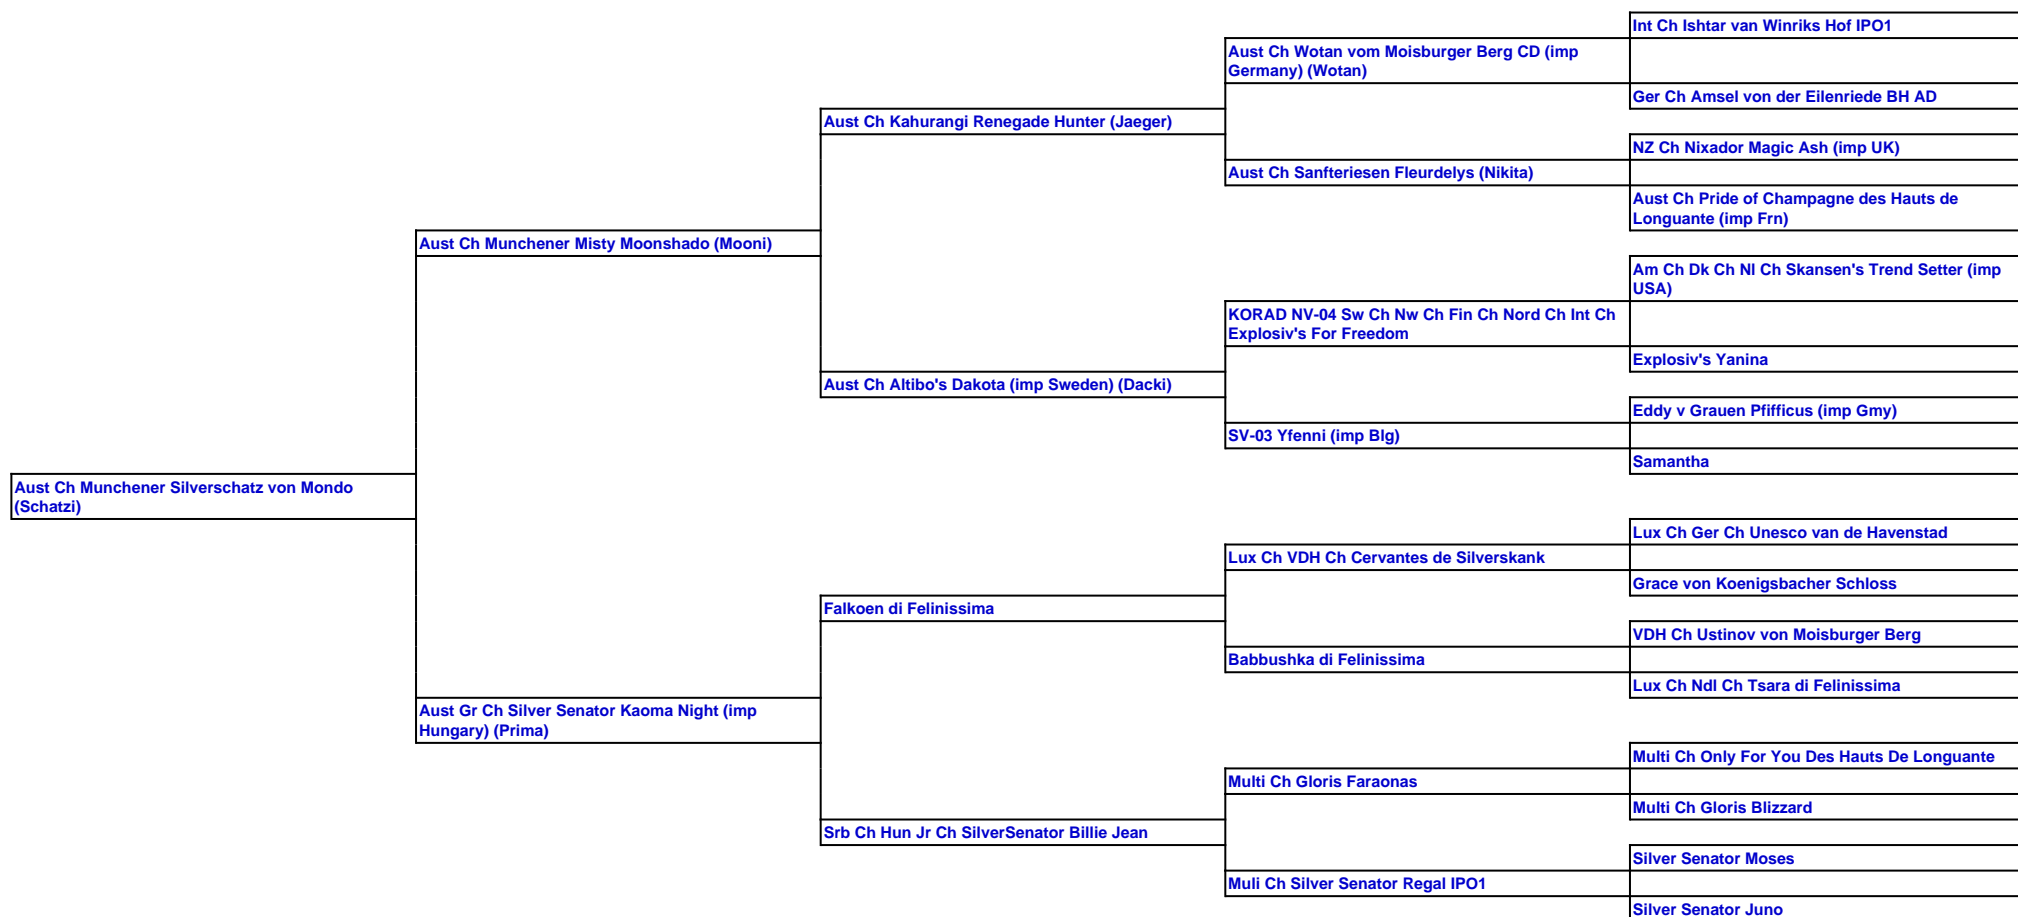 Int Ch Ishtar van Winriks Hof IPO1
Aust Ch Wotan vom Moisburger Berg CD (imp
Germany) (Wotan)
Ger Ch Amsel von der Eilenriede BH AD
Aust Ch Kahurangi Renegade Hunter (Jaeger)
NZ Ch Nixador Magic Ash (imp UK)
Aust Ch Sanfteriesen Fleurdelys (Nikita)
Aust Ch Pride of Champagne des Hauts de
Longuante (imp Frn)
Aust Ch Munchener Misty Moonshado (Mooni)
Am Ch Dk Ch Nl Ch Skansen's Trend Setter (imp
USA)
KORAD NV-04 Sw Ch Nw Ch Fin Ch Nord Ch Int Ch
Explosiv's For Freedom
Explosiv's Yanina
Aust Ch Altibo's Dakota (imp Sweden) (Dacki)
Eddy v Grauen Pfifficus (imp Gmy)
SV-03 Yfenni (imp Blg)
Samantha
Aust Ch Munchener Silverschatz von Mondo
(Schatzi)
Lux Ch Ger Ch Unesco van de Havenstad
Lux Ch VDH Ch Cervantes de Silverskank
Grace von Koenigsbacher Schloss
Falkoen di Felinissima
VDH Ch Ustinov von Moisburger Berg
Babbushka di Felinissima
Lux Ch Ndl Ch Tsara di Felinissima
Aust Gr Ch Silver Senator Kaoma Night (imp
Hungary) (Prima)
Multi Ch Only For You Des Hauts De Longuante
Multi Ch Gloris Faraonas
Multi Ch Gloris Blizzard
Srb Ch Hun Jr Ch SilverSenator Billie Jean
Silver Senator Moses
Muli Ch Silver Senator Regal IPO1
Silver Senator Juno